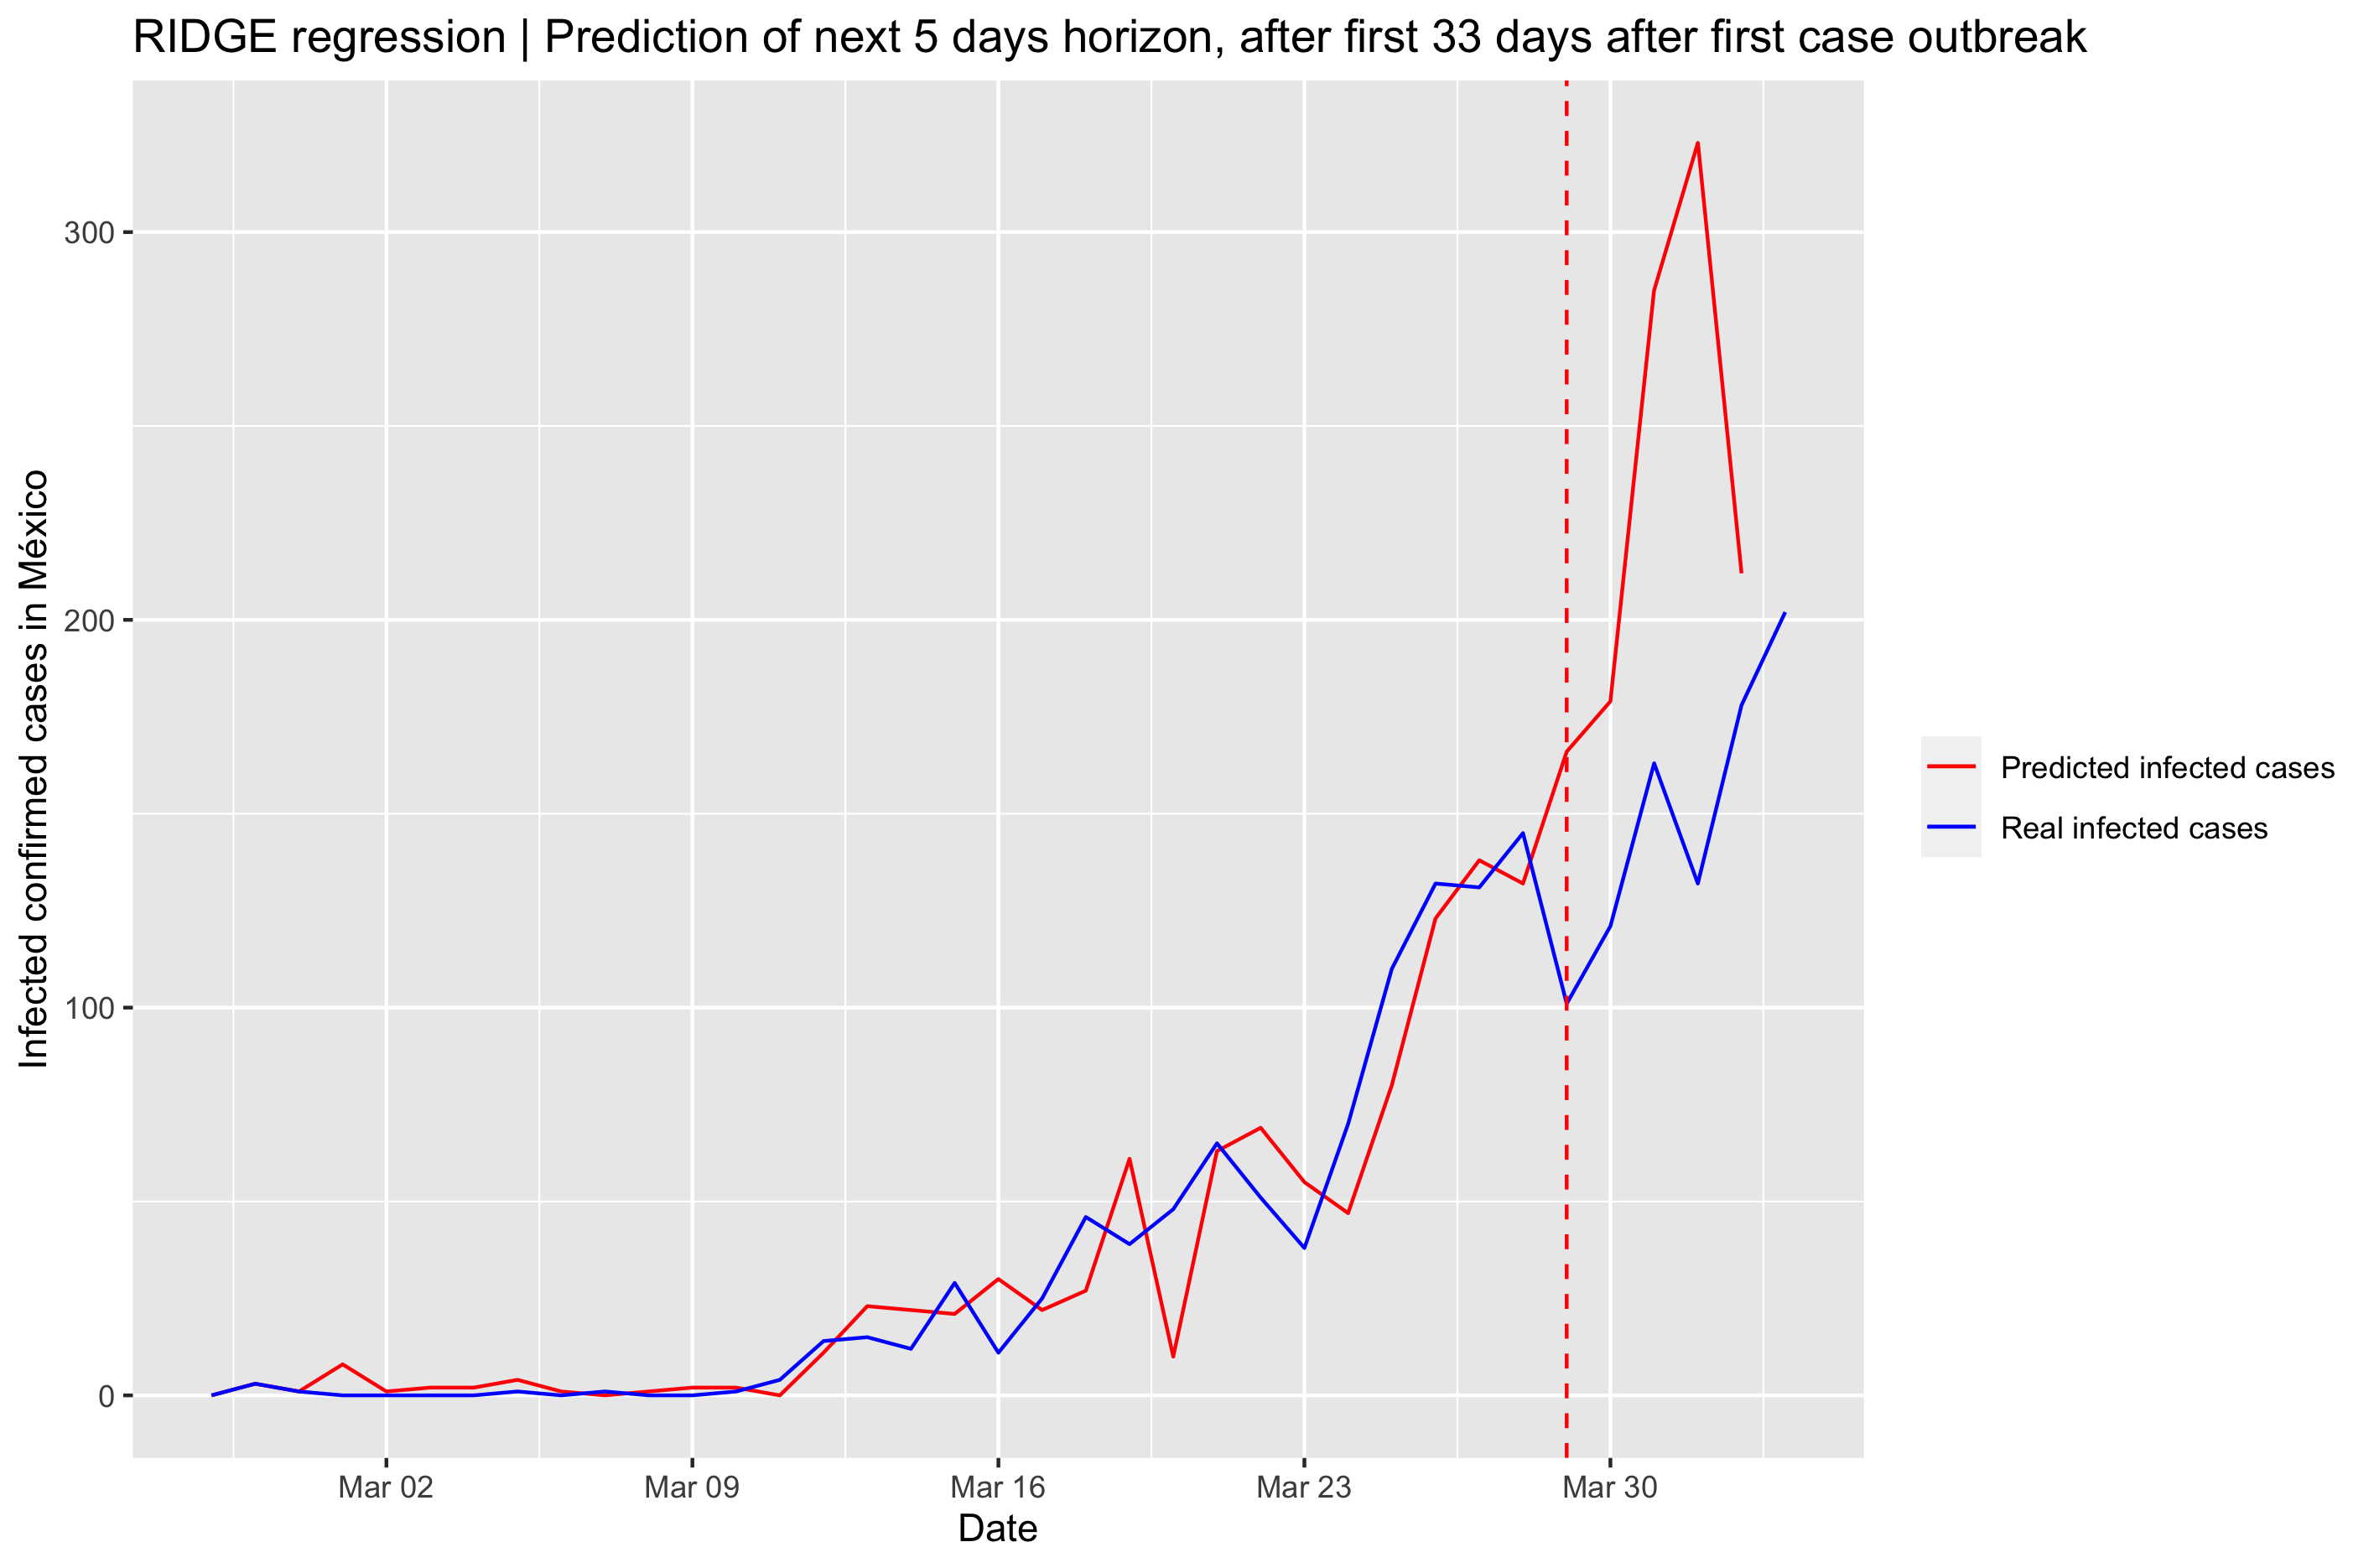 RIDGE regression | Prediction of next 5 days horizon, after first 33 days after first case outbreak
Infected confirmed cases in México
300
200
100
0
Mar 02
Mar 09
Mar 16
Mar 23
Mar 30
Date
Predicted infected cases
Real infected cases